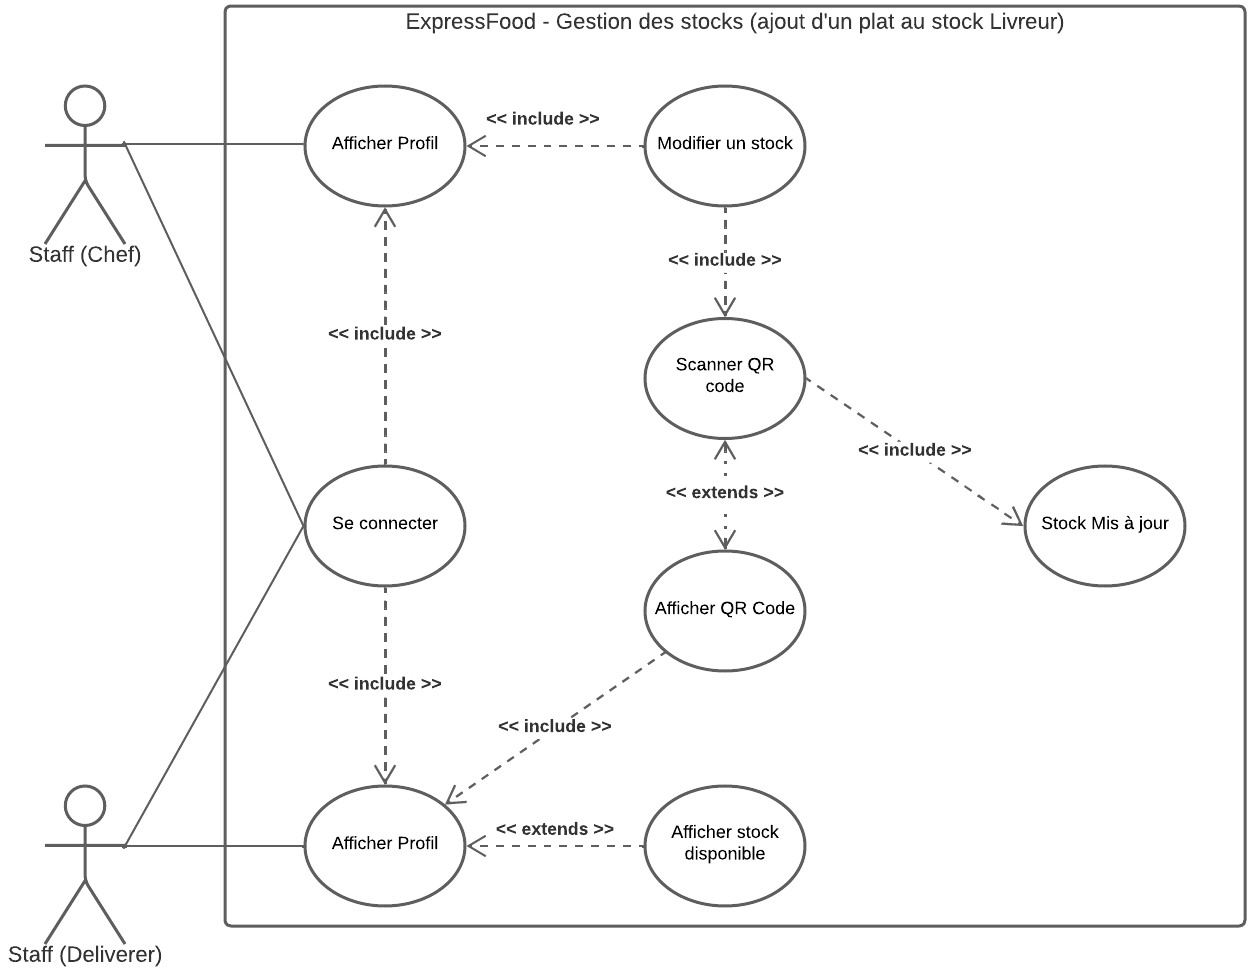 ExpressFood - Gestion des stocks (ajout d'un plat au stock Livreur)
<< include >>
Afficher Profil
Modifier un stock
Staff (Chef)
<< include >>
<< include >>
Scanner QR
code
<< include >>
<< extends >>
Se connecter
Stock Mis à jour
Afficher QR Code
<< include >>
<< include >>
<< extends >>
Afficher Profil
Afficher stock
disponible
Staff (Deliverer)